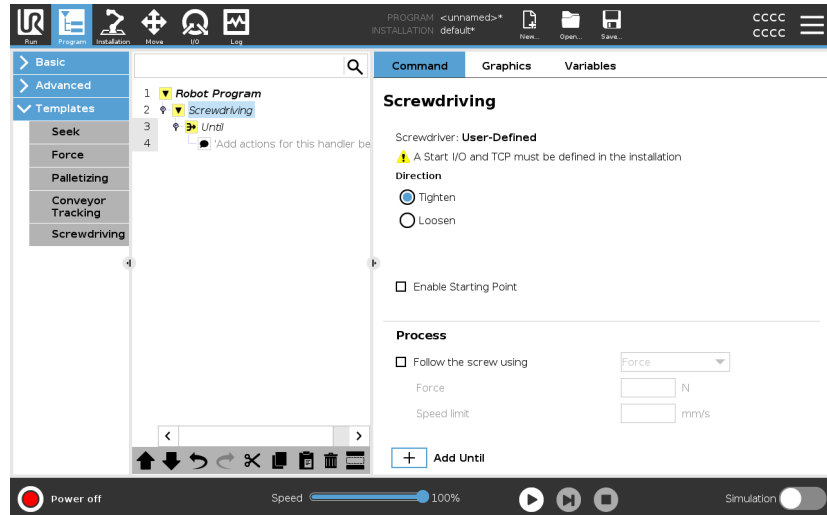 UR
Run
Program
Installation
Move
I/O
Log
PROGRAM <unnamed>*
INSTALLATION default*
New...
Open...
Save...
CCCC
CCCC
Basic
Advanced
Templates
Seek
Force
Palletizing
Conveyor
Tracking
Screwdriving
1 Robot Program
2 Screwdriving
3 Until
4 'Add actions for this handler be
Command Graphics Variables
Screwdriving
Screwdriver: User-Defined
A Start I/O and TCP must be defined in the installation
Direction
Tighten
Loosen
Enable Starting Point
Process
Follow the screw using Force
Force N
Speed limit mm/s
+ Add Until
Power off
Speed 100%
Simulation